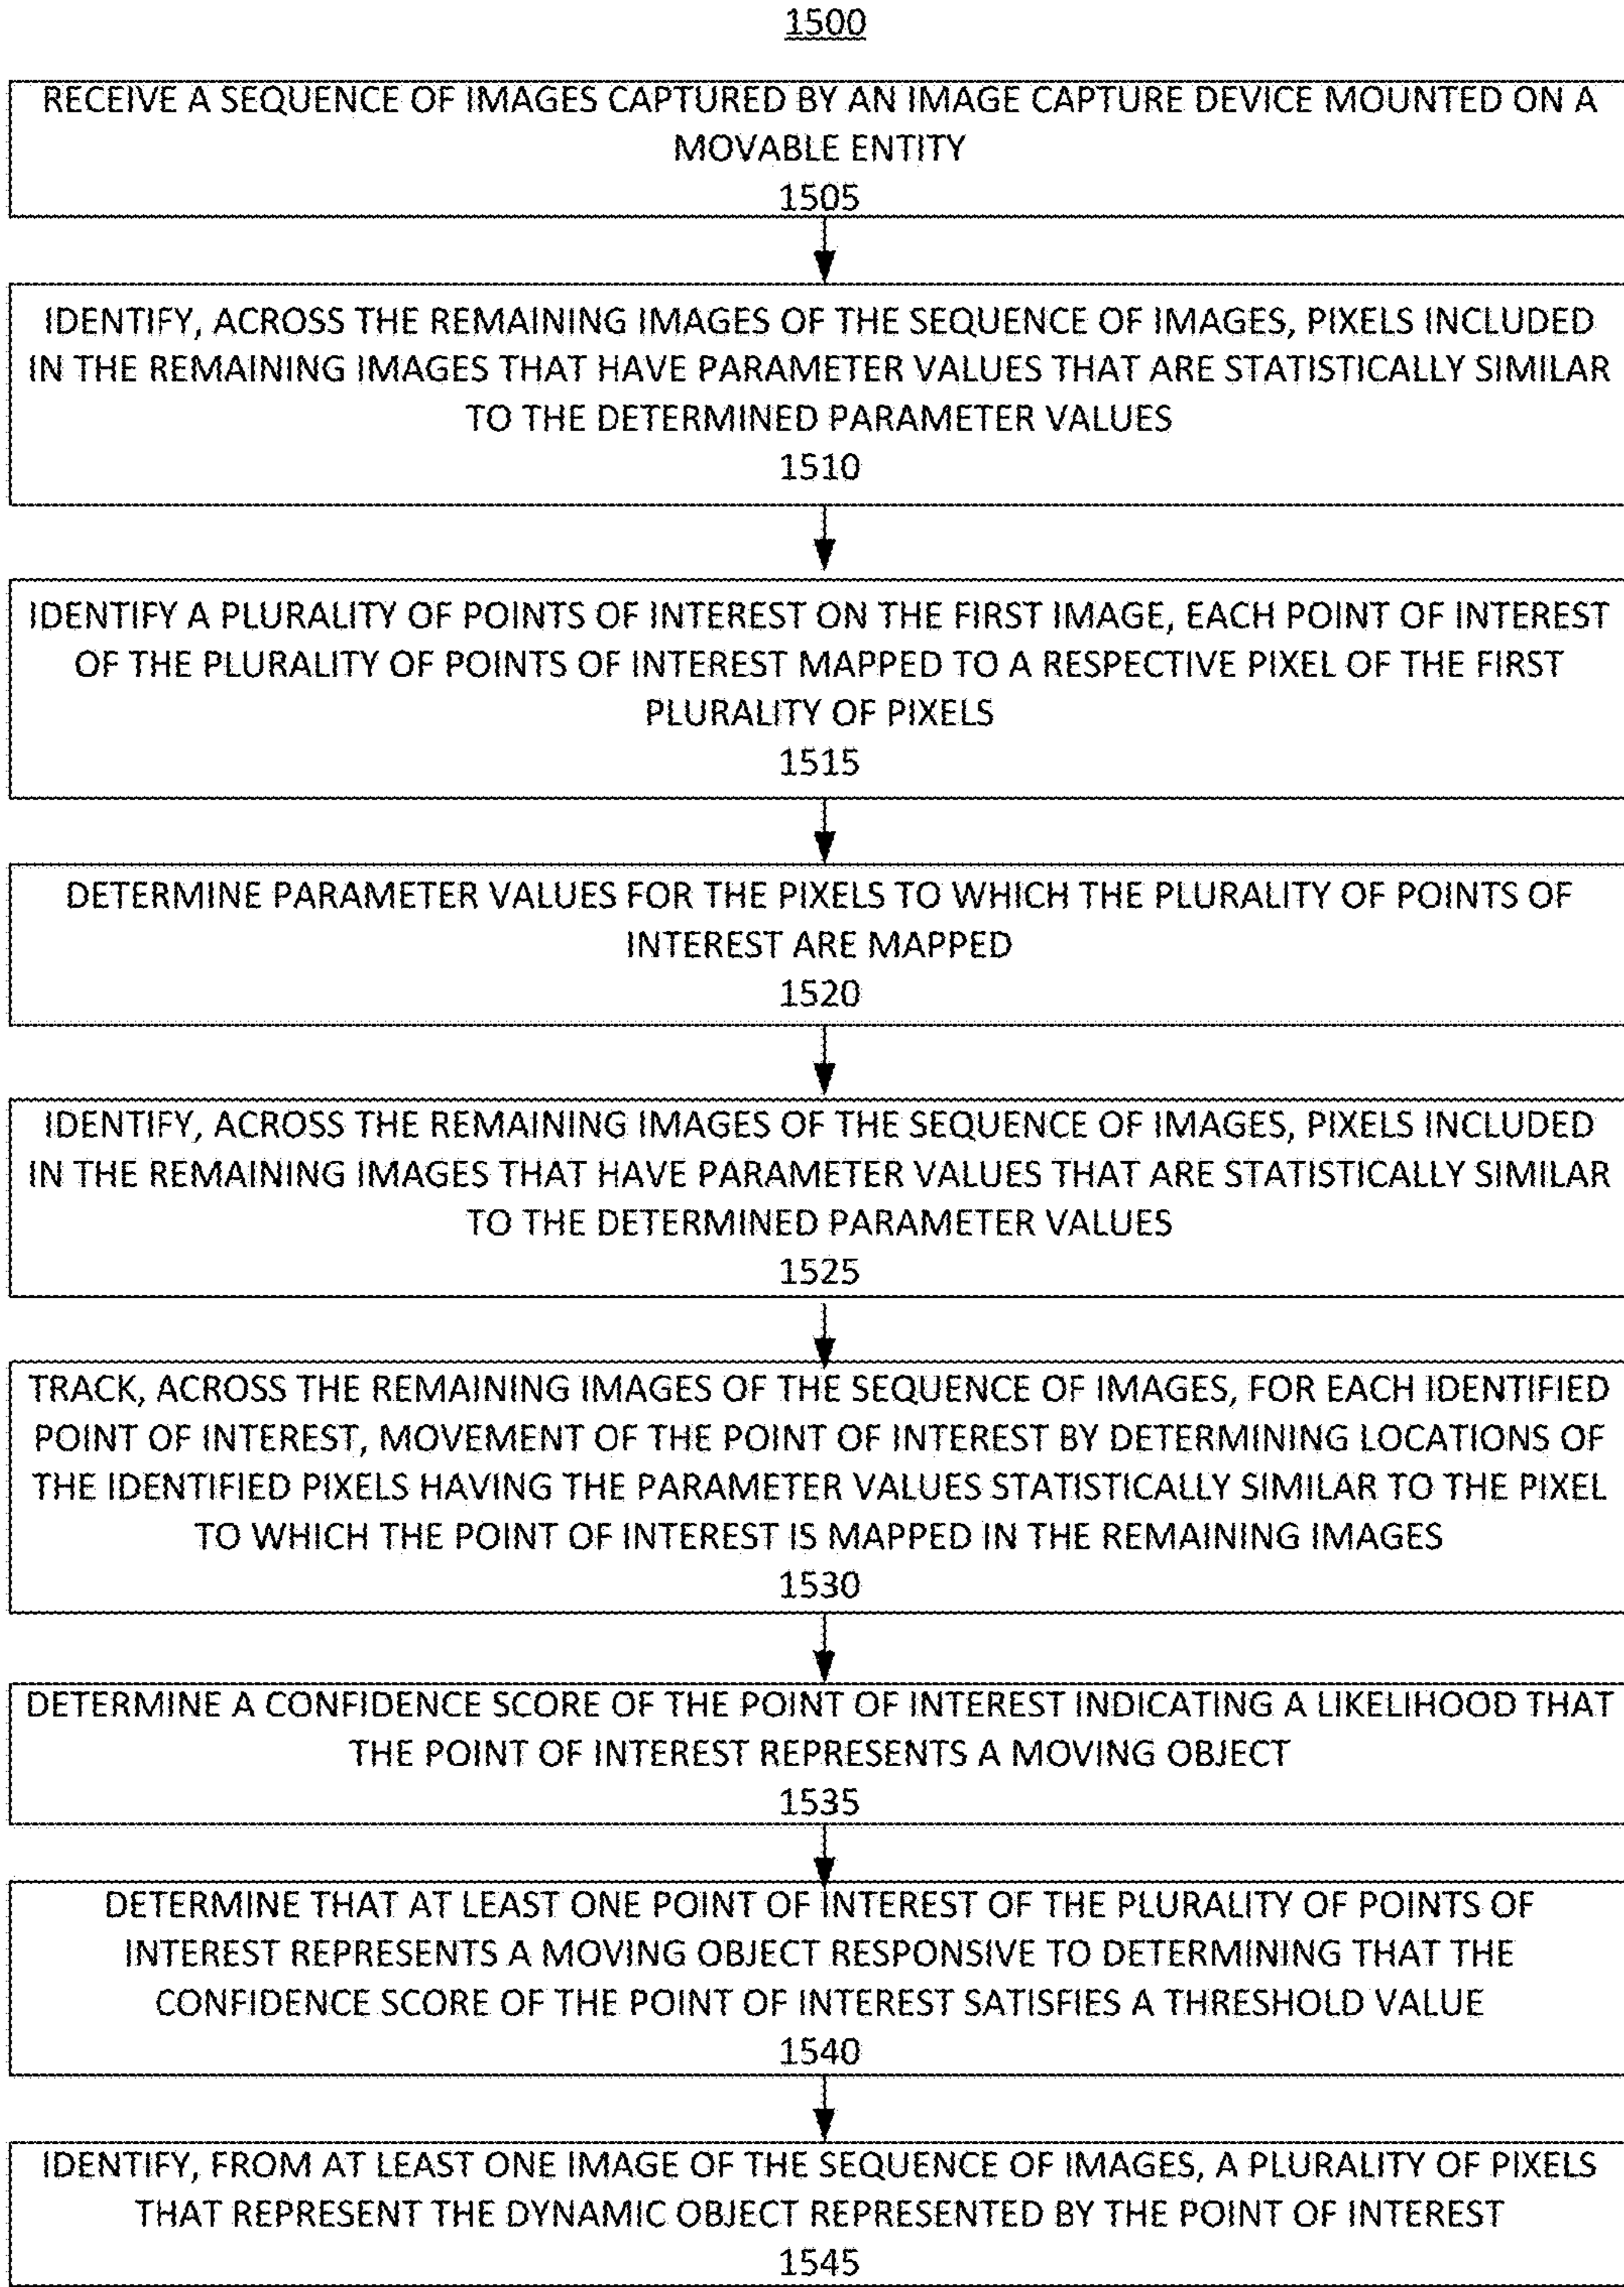 1500
RECEIVE A SEQUENCE OF IMAGES CAPTURED BY AN IMAGE CAPTURE DEVICE MOUNTED ON A
MOVABLE ENTITY
1505
IDENTIFY, ACROSS THE REMAINING IMAGES OF THE SEQUENCE OF IMAGES, PIXELS INCLUDED
IN THE REMAINING IMAGES THAT HAVE PARAMETER VALUES THAT ARE STATISTICALLY SIMILAR
TO THE DETERMINED PARAMETER VALUES
1510
IDENTIFY A PLURALITY OF POINTS OF INTEREST ON THE FIRST IMAGE, EACH POINT OF INTEREST
OF THE PLURALITY OF POINTS OF INTEREST MAPPED TO A RESPECTIVE PIXEL OF THE FIRST
PLURALITY OF PIXELS
1515
DETERMINE PARAMETER VALUES FOR THE PIXELS TO WHICH THE PLURALITY OF POINTS OF
INTEREST ARE MAPPED
1520
IDENTIFY, ACROSS THE REMAINING IMAGES OF THE SEQUENCE OF IMAGES, PIXELS INCLUDED
IN THE REMAINING IMAGES THAT HAVE PARAMETER VALUES THAT ARE STATISTICALLY SIMILAR
TO THE DETERMINED PARAMETER VALUES
1525
TRACK, ACROSS THE REMAINING IMAGES OF THE SEQUENCE OF IMAGES, FOR EACH IDENTIFIED
POINT OF INTEREST, MOVEMENT OF THE POINT OF INTEREST BY DETERMINING LOCATIONS OF
THE IDENTIFIED PIXELS HAVING THE PARAMETER VALUES STATISTICALLY SIMILAR TO THE PIXEL
TO WHICH THE POINT OF INTEREST IS MAPPED IN THE REMAINING IMAGES
1530
DETERMINE A CONFIDENCE SCORE OF THE POINT OF INTEREST INDICATING A LIKELIHOOD THAT
THE POINT OF INTEREST REPRESENTS A MOVING OBJECT
1535
DETERMINE THAT AT LEAST ONE POINT OF INTEREST OF THE PLURALITY OF POINTS OF
INTEREST REPRESENTS A MOVING OBJECT RESPONSIVE TO DETERMINING THAT THE
CONFIDENCE SCORE OF THE POINT OF INTEREST SATISFIES A THRESHOLD VALUE
1540
IDENTIFY, FROM AT LEAST ONE IMAGE OF THE SEQUENCE OF IMAGES, A PLURALITY OF PIXELS
THAT REPRESENT THE DYNAMIC OBJECT REPRESENTED BY THE POINT OF INTEREST
1545